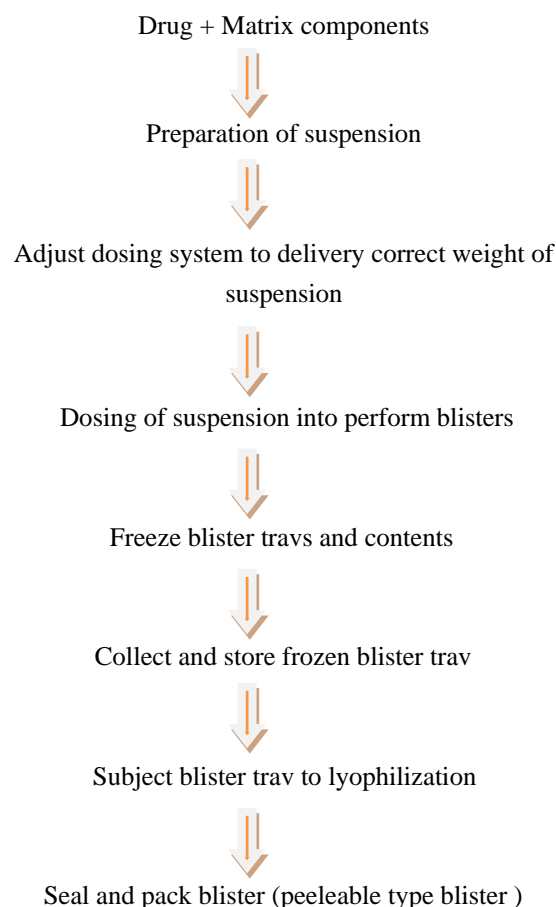 Drug + Matrix components
Preparation of suspension
Adjust dosing system to delivery correct weight of
suspension
Dosing of suspension into perform blisters
Freeze blister travs and contents
Collect and store frozen blister trav
Subject blister trav to lyophilization
Seal and pack blister (peeleable type blister )